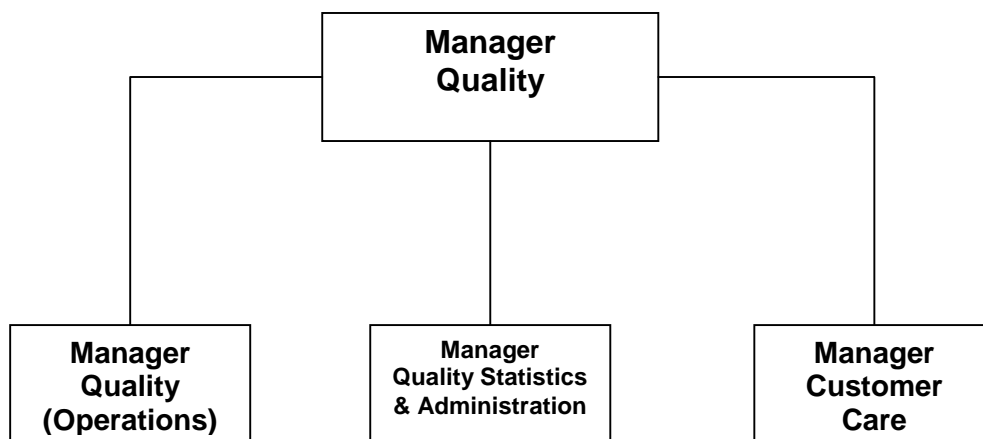 Manager
Quality
Manager
Quality
(Operations)
Manager
Quality Statistics
& Administration
Manager
Customer
Care